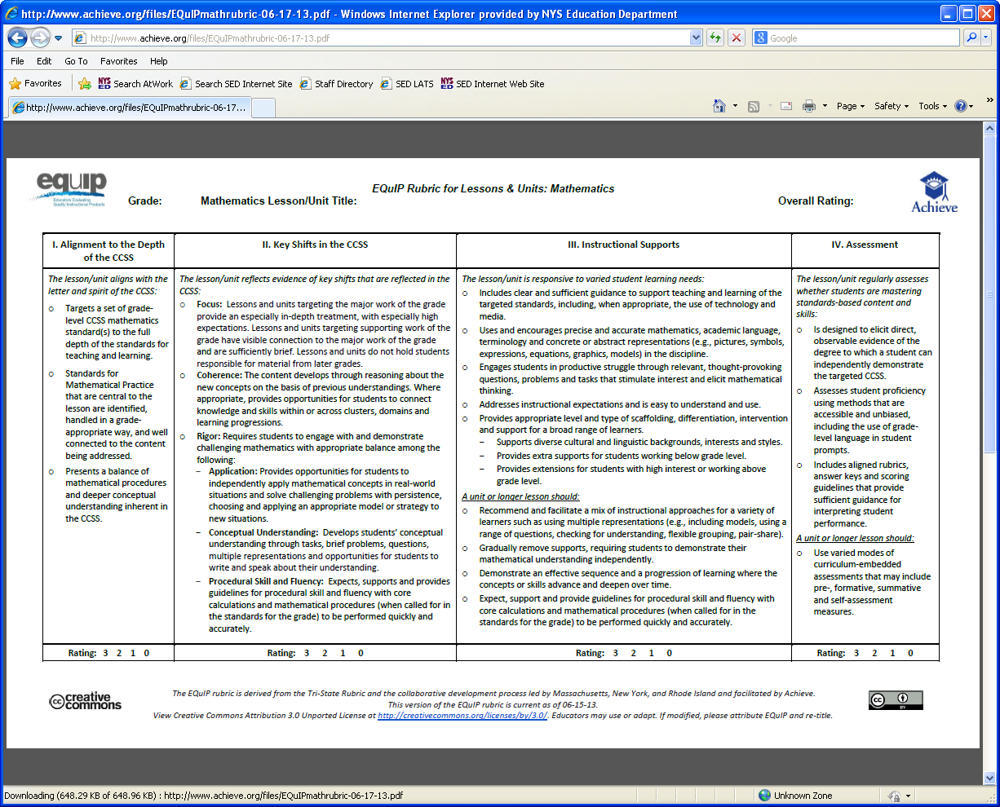 http://www.achieve.org/files/EQuIPmathrubric-06-17-13.pdf - Windows Internet Explorer provided by NYS Education Department
http://www.achieve.org/files/EQuIPmathrubric-06-17-13.pdf
Google
File Edit Go To Favorites Help
Favorites NYS ED Search AtWork Search SED Internet Site Staff Directory SED LATS NYS ED SED Internet Web Site
http://www.achieve.org/files/EQuIPmathrubric-06-17...
Page Safety Tools
equip
Educators Evaluating
Quality Instructional Products
EQuIP Rubric for Lessons & Units: Mathematics
Grade: Mathematics Lesson/Unit Title: Overall Rating:
Achieve
I. Alignment to the Depth
of the CCSS
The lesson/unit aligns with the
letter and spirit of the CCSS:
o Targets a set of grade-
level CCSS mathematics
standard(s) to the full
depth of the standards for
teaching and learning.
o Standards for
Mathematical Practice
that are central to the
lesson are identified,
handled in a grade-
appropriate way, and well
connected to the content
being addressed.
o Presents a balance of
mathematical procedures
and deeper conceptual
understanding inherent in
the CCSS.
Rating: 3 2 1 0
II. Key Shifts in the CCSS
The lesson/unit reflects evidence of key shifts that are reflected in the
CCSS:
o Focus: Lessons and units targeting the major work of the grade
provide an especially in-depth treatment, with especially high
expectations. Lessons and units targeting supporting work of the
grade have visible connection to the major work of the grade
and are sufficiently brief. Lessons and units do not hold students
responsible for material from later grades.
o Coherence: The content develops through reasoning about the
new concepts on the basis of previous understandings. Where
appropriate, provides opportunities for students to connect
knowledge and skills within or across clusters, domains and
learning progressions.
o Rigor: Requires students to engage with and demonstrate
challenging mathematics with appropriate balance among the
following:
− Application: Provides opportunities for students to
independently apply mathematical concepts in real-world
situations and solve challenging problems with persistence,
choosing and applying an appropriate model or strategy to
new situations.
− Conceptual Understanding: Develops students’ conceptual
understanding through tasks, brief problems, questions,
multiple representations and opportunities for students to
write and speak about their understanding.
− Procedural Skill and Fluency: Expects, supports and provides
guidelines for procedural skill and fluency with core
calculations and mathematical procedures (when called for in
the standards for the grade) to be performed quickly and
accurately.
Rating: 3 2 1 0
III. Instructional Supports
The lesson/unit is responsive to varied student learning needs:
o Includes clear and sufficient guidance to support teaching and learning of the
targeted standards, including, when appropriate, the use of technology and
media.
o Uses and encourages precise and accurate mathematics, academic language,
terminology and concrete or abstract representations (e.g., pictures, symbols,
expressions, equations, graphics, models) in the discipline.
o Engages students in productive struggle through relevant, thought-provoking
questions, problems and tasks that stimulate interest and elicit mathematical
thinking.
o Addresses instructional expectations and is easy to understand and use.
o Provides appropriate level and type of scaffolding, differentiation, intervention
and support for a broad range of learners.
− Supports diverse cultural and linguistic backgrounds, interests and styles.
− Provides extra supports for students working below grade level.
− Provides extensions for students with high interest or working above
grade level.
A unit or longer lesson should:
o Recommend and facilitate a mix of instructional approaches for a variety of
learners such as using multiple representations (e.g., including models, using a
range of questions, checking for understanding, flexible grouping, pair-share).
o Gradually remove supports, requiring students to demonstrate their
mathematical understanding independently.
o Demonstrate an effective sequence and a progression of learning where the
concepts or skills advance and deepen over time.
o Expect, support and provide guidelines for procedural skill and fluency with
core calculations and mathematical procedures (when called for in the
standards for the grade) to be performed quickly and accurately.
Rating: 3 2 1 0
IV. Assessment
The lesson/unit regularly assesses
whether students are mastering
standards-based content and
skills:
o Is designed to elicit direct,
observable evidence of the
degree to which a student can
independently demonstrate
the targeted CCSS.
o Assesses student proficiency
using methods that are
accessible and unbiased,
including the use of grade-
level language in student
prompts.
o Includes aligned rubrics,
answer keys and scoring
guidelines that provide
sufficient guidance for
interpreting student
performance.
A unit or longer lesson should:
o Use varied modes of
curriculum-embedded
assessments that may include
pre-, formative, summative
and self-assessment
measures.
Rating: 3 2 1 0
cc creative
commons
The EQuIP rubric is derived from the Tri-State Rubric and the collaborative development process led by Massachusetts, New York, and Rhode Island and facilitated by Achieve.
This version of the EQuIP rubric is current as of 06-15-13.
View Creative Commons Attribution 3.0 Unported License at http://creativecommons.org/licenses/by/3.0/. Educators may use or adapt. If modified, please attribute EQuIP and re-title.
cc BY
Downloading (648.29 KB of 648.96 KB) : http://www.achieve.org/files/EQuIPmathrubric-06-17-13.pdf
Unknown Zone